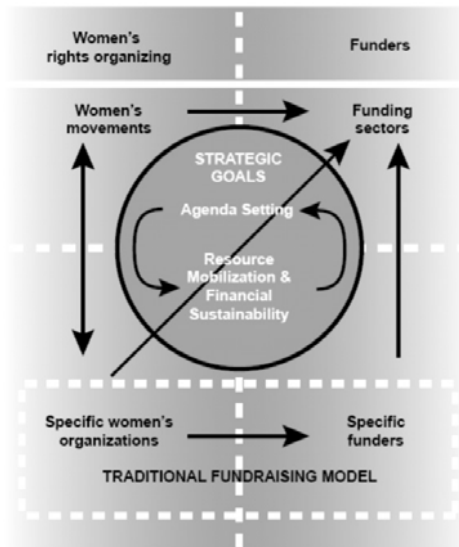 Women's
rights organizing
Funders
Women's
movements
Funding
sectors
STRATEGIC
GOALS
Agenda Setting
Resource
Mobilization &
Financial
Sustainability
Specific women's
organizations
Specific
funders
TRADITIONAL FUNDRAISING MODEL